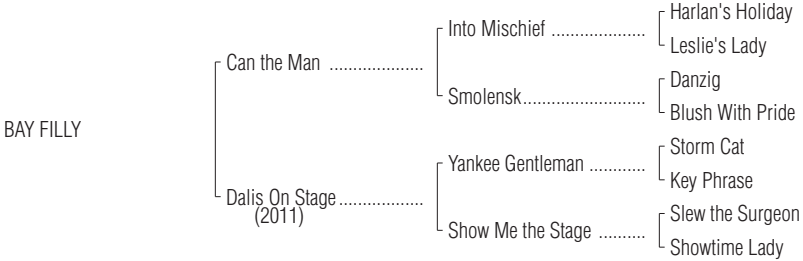 Harlan's Holiday
Into Mischief ....................
Leslie's Lady
Can the Man ....................
Danzig
Smolensk..........................
Blush With Pride
BAY FILLY
Storm Cat
Yankee Gentleman ............
Key Phrase
Dalis On Stage..................
(2011)
Slew the Surgeon
Show Me the Stage ..........
Showtime Lady